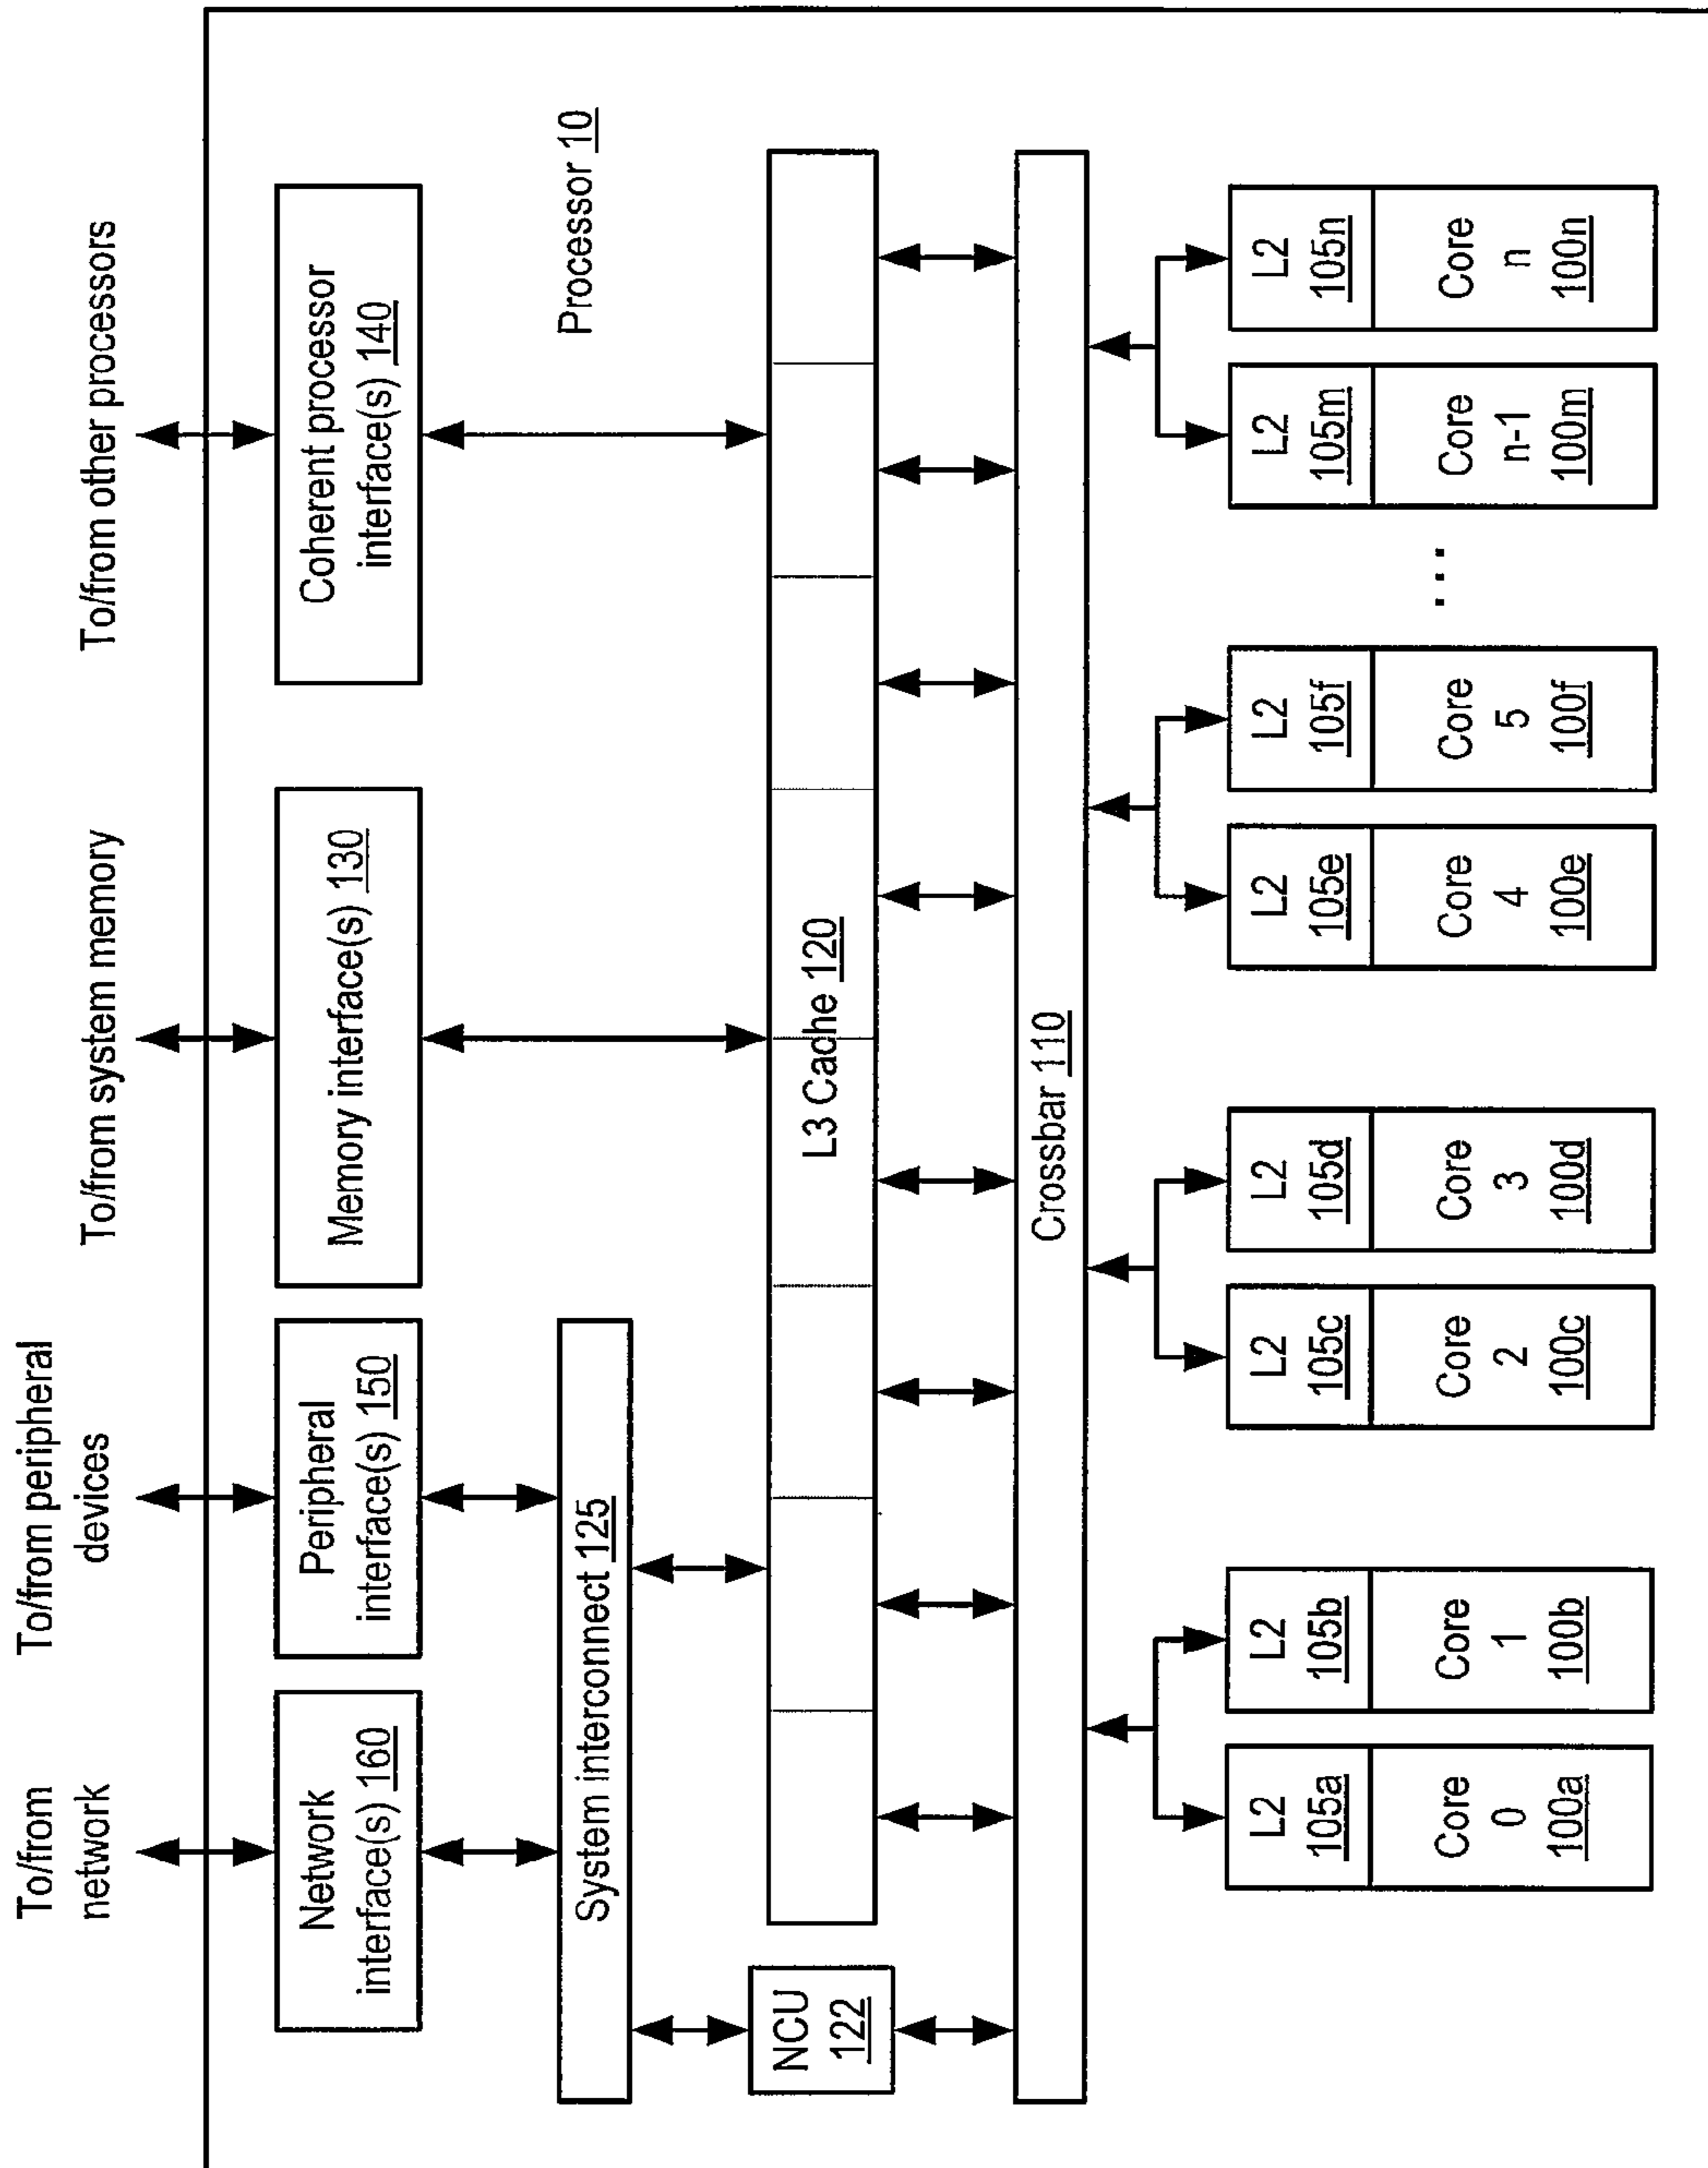 To/from
network
To/from peripheral
devices
To/from system memory
To/from other processors
Network
interface(s) 160
Peripheral
interface(s) 150
Memory interface(s) 130
Coherent processor
interface(s) 140
System interconnect 125
Processor 10
NCU
122
L3 Cache 120
Crossbar 110
L2
105a
Core
0
100a
L2
105b
Core
1
100b
L2
105c
Core
2
100c
L2
105d
Core
3
100d
L2
105e
Core
4
100e
L2
105f
Core
5
100f
...
L2
105m
Core
n-1
100m
L2
105n
Core
n
100n